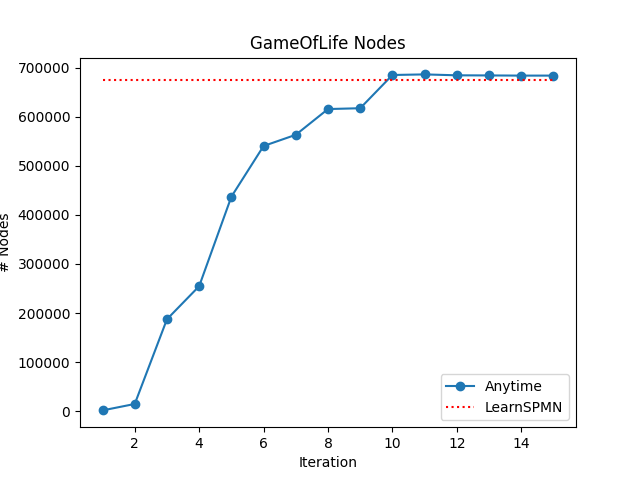 GameOfLife Nodes
# Nodes
700000
600000
500000
400000
300000
200000
100000
0
2 4 6 8 10 12 14
Iteration
Anytime
LearnSPMN